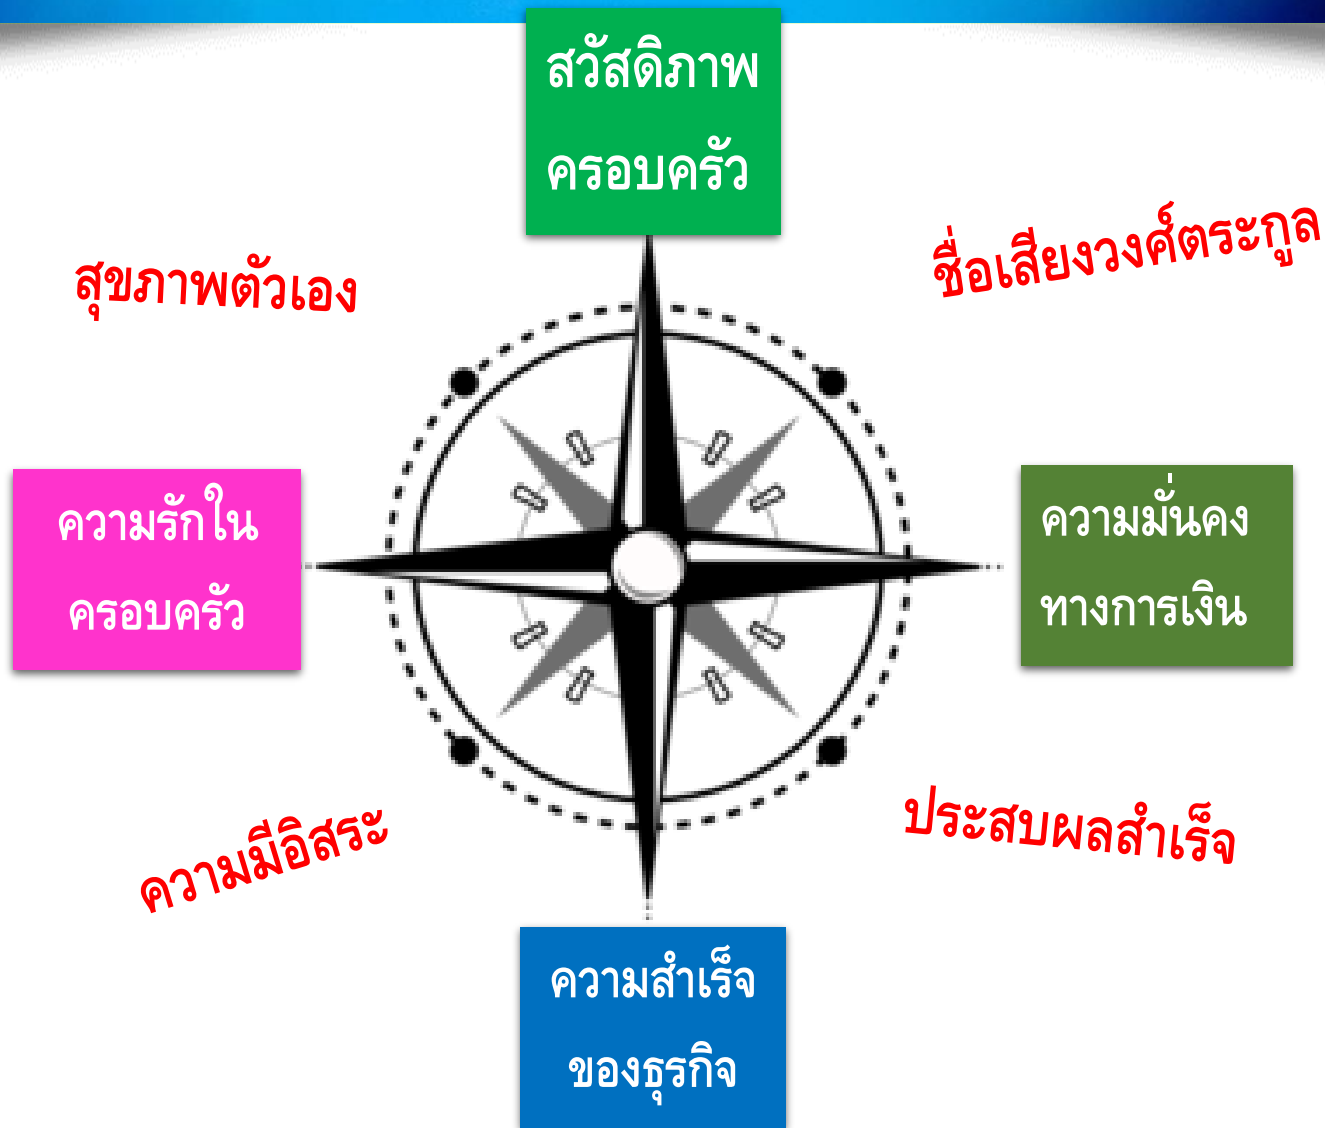 สวัสดิภาพ
ครอบครัว
สุขภาพตัวเอง
ชื่อเสียงวงศ์ตระกูล
ความรักใน
ครอบครัว
ความมั่นคง
ทางการเงิน
ความมีอิสระ
ประสบผลสำเร็จ
ความสำเร็จ
ของธุรกิจ